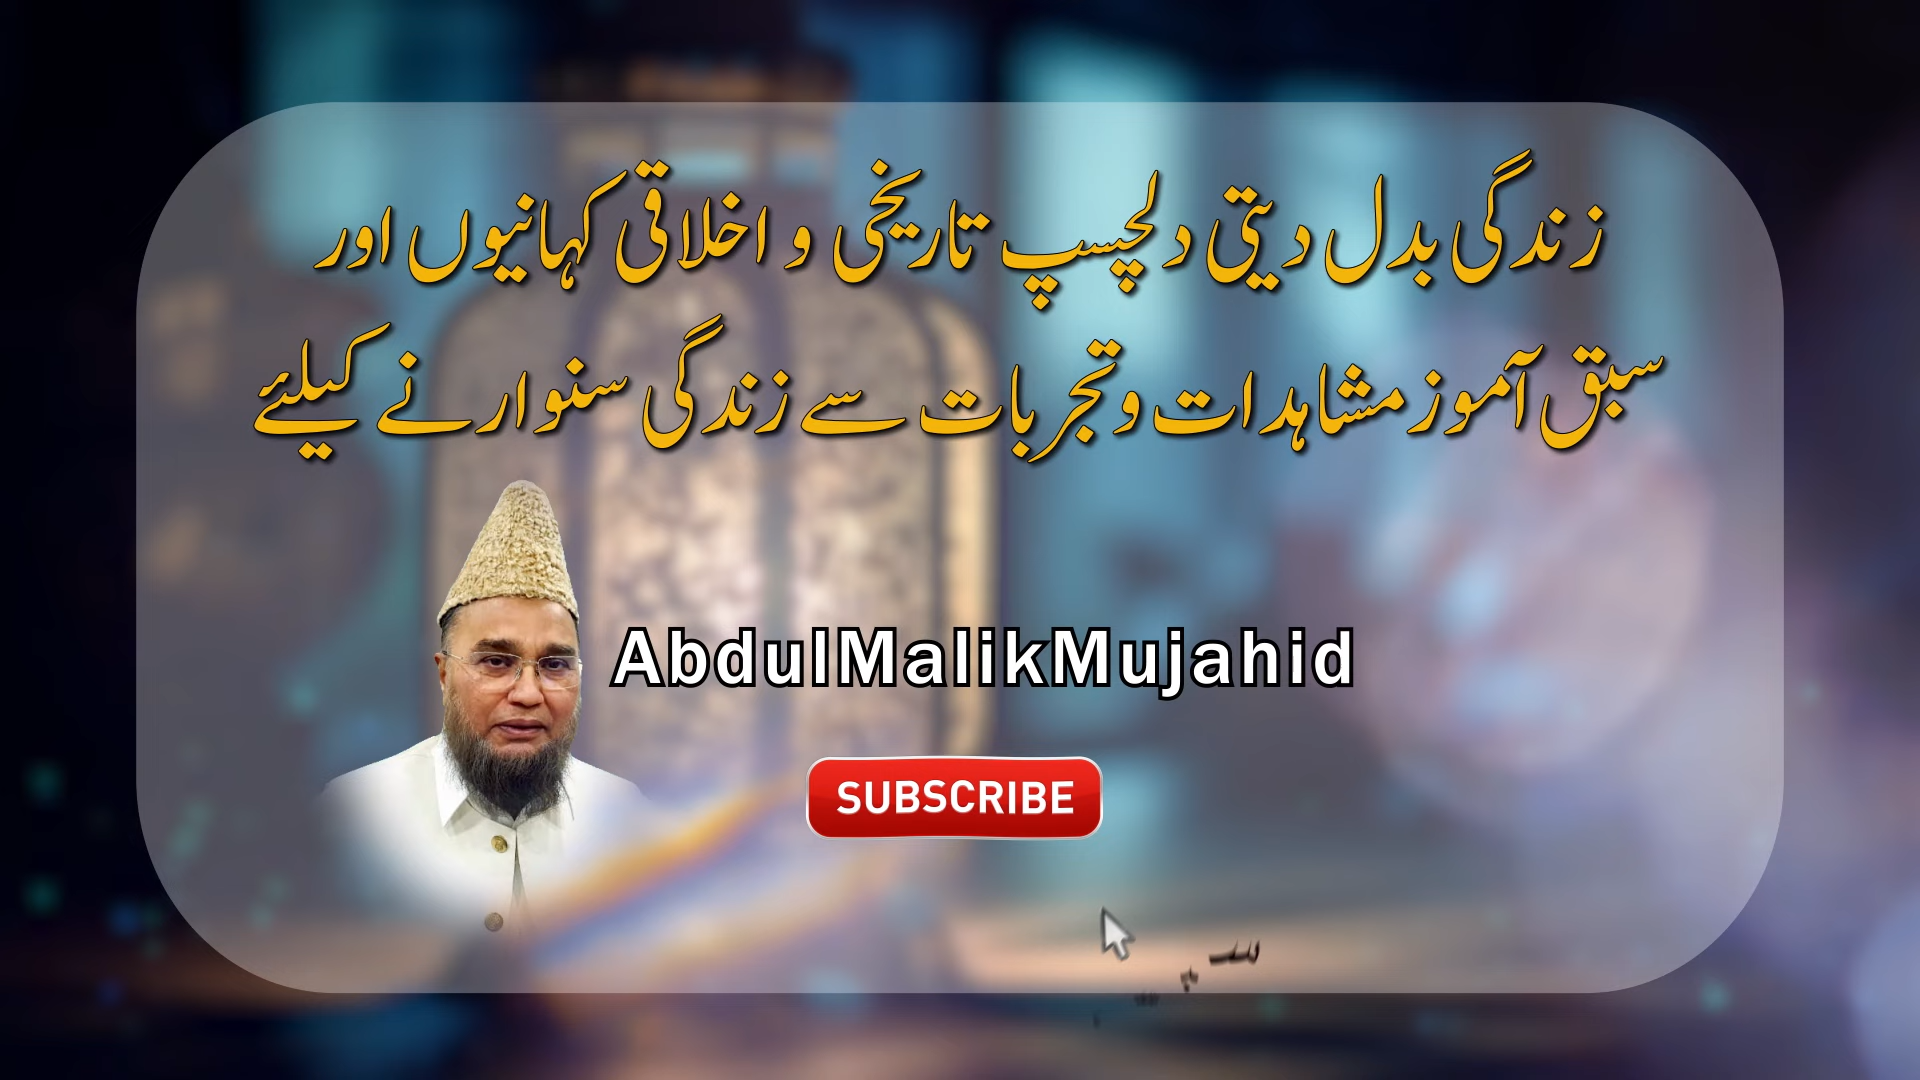 زندگی بدل دیتی دلچسپ تاریخی و اخلاقی کہانیوں اور
سبق آموز مشاہدات و تجربات سے زندگی سنوارنے کیلئے
AbdulMalikMujahid
SUBSCRIBE